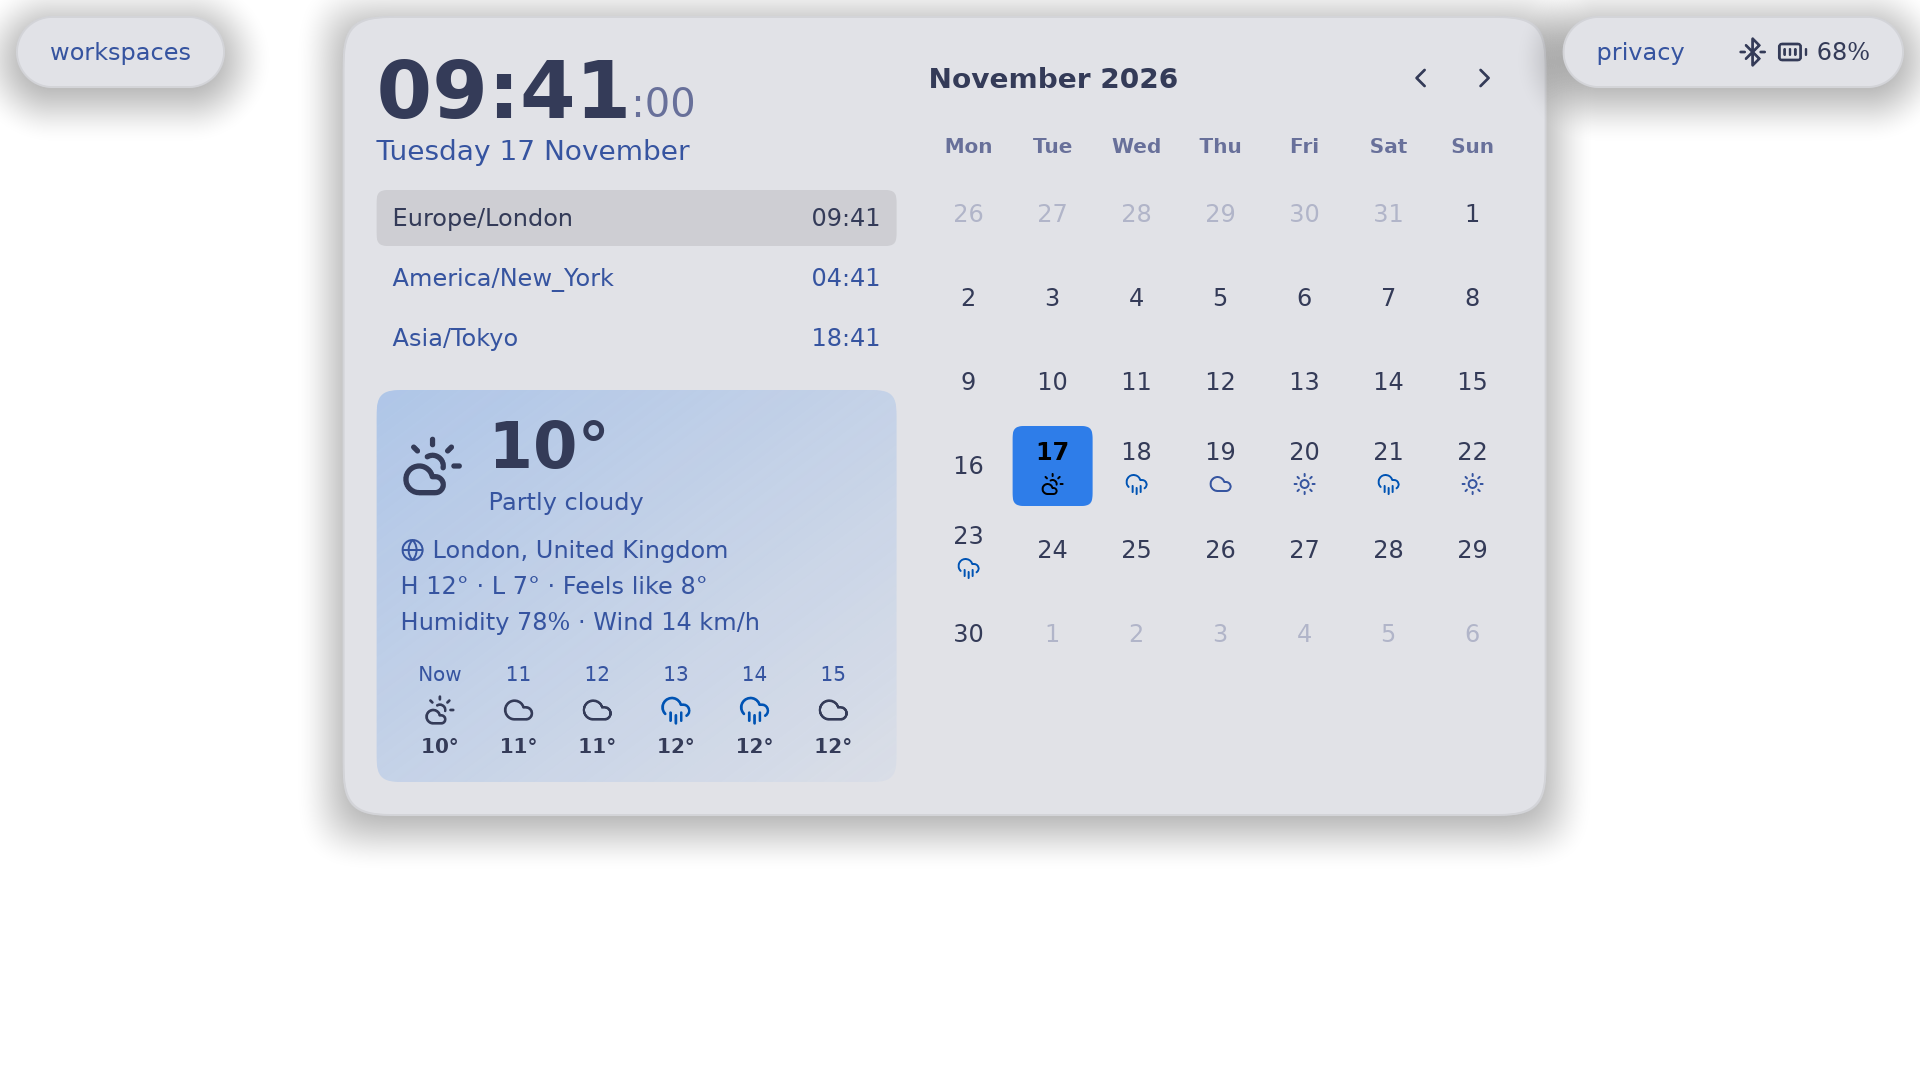 workspaces
09:41:00
Tuesday 17 November
Europe/London 09:41
America/New_York 04:41
Asia/Tokyo 18:41
10°
Partly cloudy
London, United Kingdom
H 12° · L 7° · Feels like 8°
Humidity 78% · Wind 14 km/h
Now 11 12 13 14 15
10° 11° 11° 12° 12° 12°
November 2026
Mon Tue Wed Thu Fri Sat Sun
26 27 28 29 30 31 1
2 3 4 5 6 7 8
9 10 11 12 13 14 15
16 17 18 19 20 21 22
23 24 25 26 27 28 29
30 1 2 3 4 5 6
privacy 68%